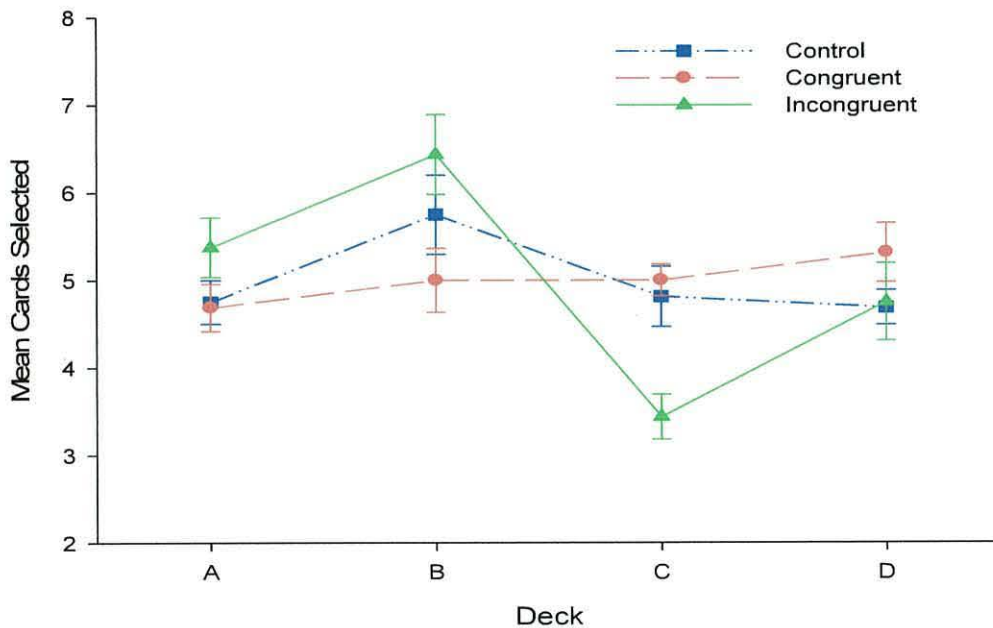 8
7
6
5
4
3
2
Mean Cards Selected
Control
Congruent
Incongruent
A B C D
Deck